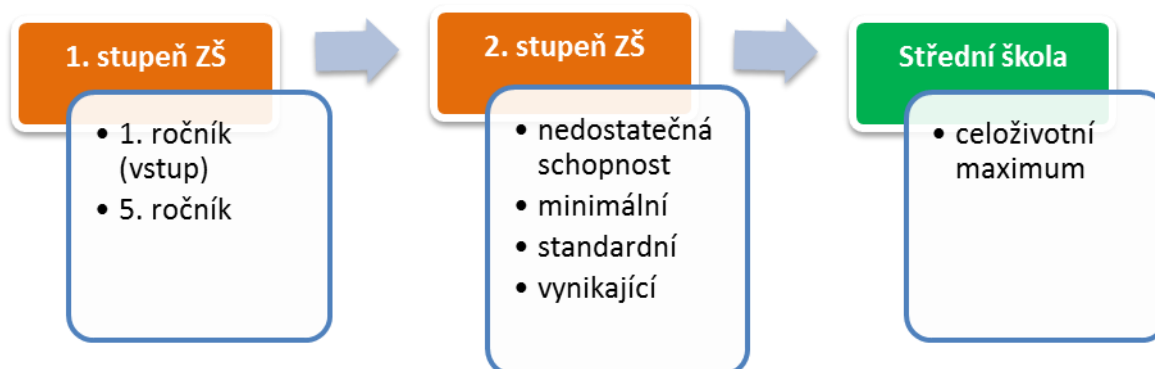 1. stupeň ZŠ
• 1. ročník
(vstup)
• 5. ročník
2. stupeň ZŠ
• nedostatečná
schopnost
• minimální
• standardní
• vynikající
Střední škola
• celoživotní
maximum